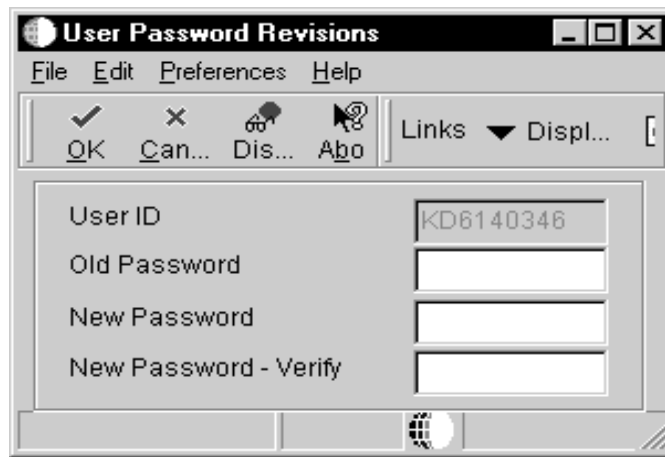 User Password Revisions
File Edit Preferences Help
OK Can... Dis... Abo Links Displ...
User ID KD6140346
Old Password
New Password
New Password - Verify